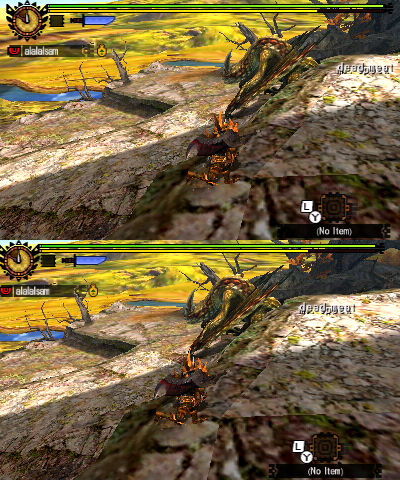 alalalsam
deadmeat
L
Y
(No Item)
alalalsam
deadmeat
L
Y
(No Item)